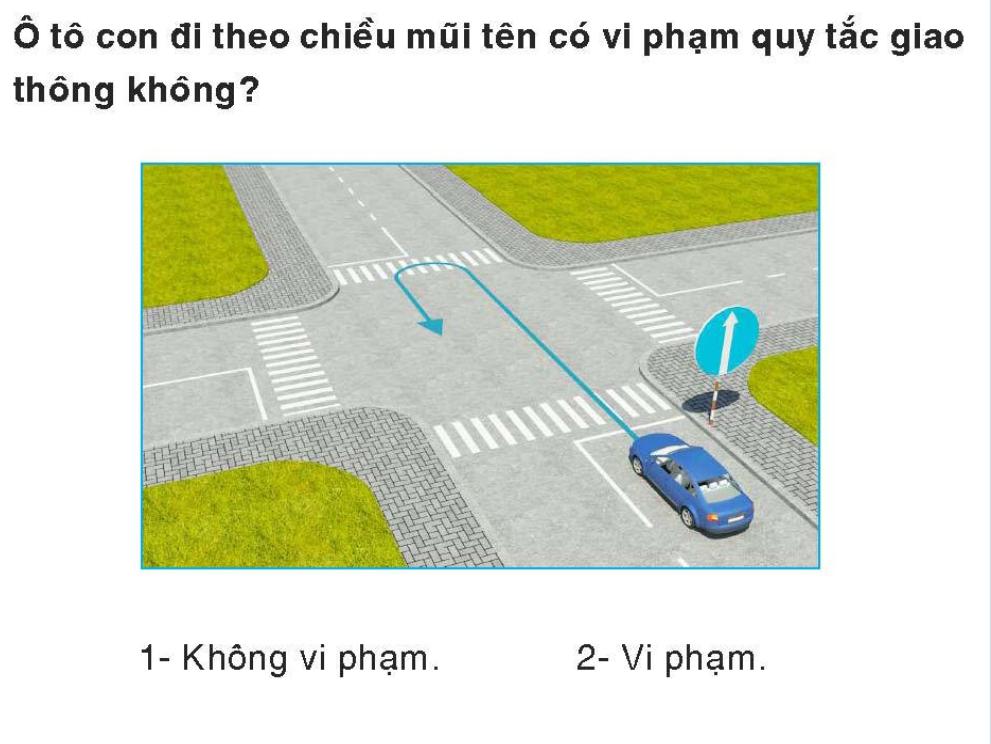 Ô tô con đi theo chiều mũi tên có vi phạm quy tắc giao
thông không?
1- Không vi phạm.
2- Vi phạm.